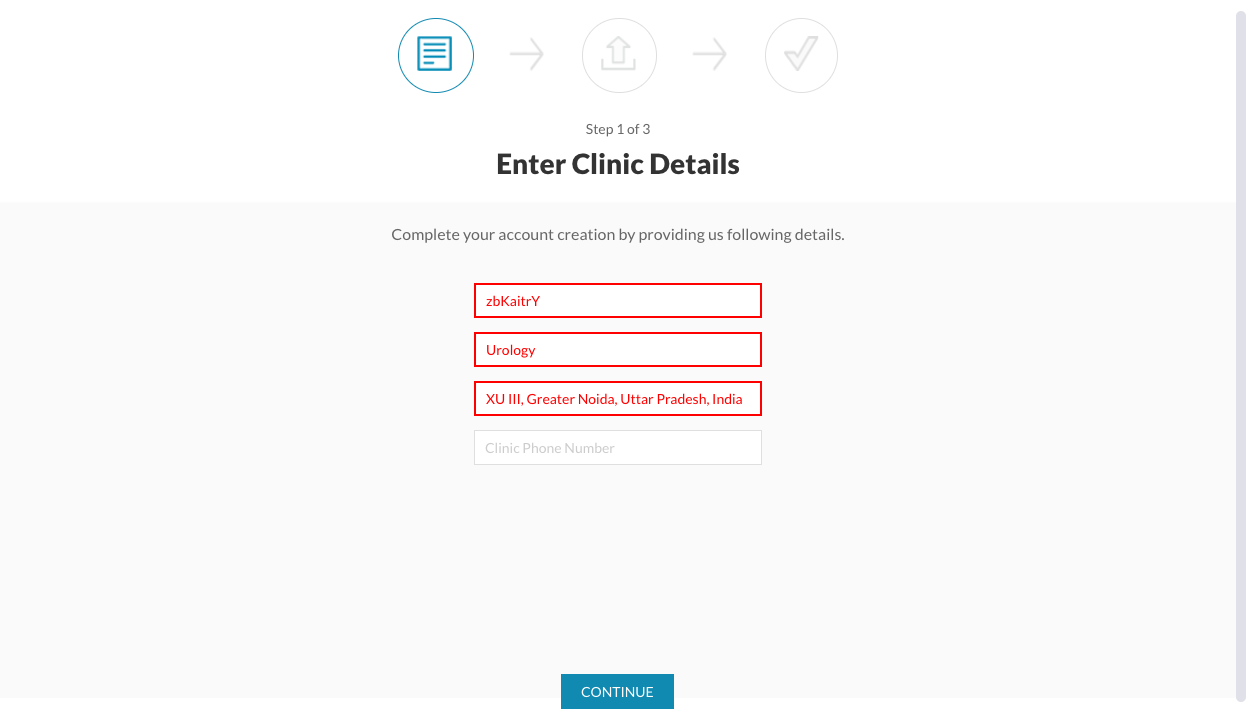 Step 1 of 3
Enter Clinic Details
Complete your account creation by providing us following details.
zbKaitrY
Urology
XU III, Greater Noida, Uttar Pradesh, India
Clinic Phone Number
CONTINUE